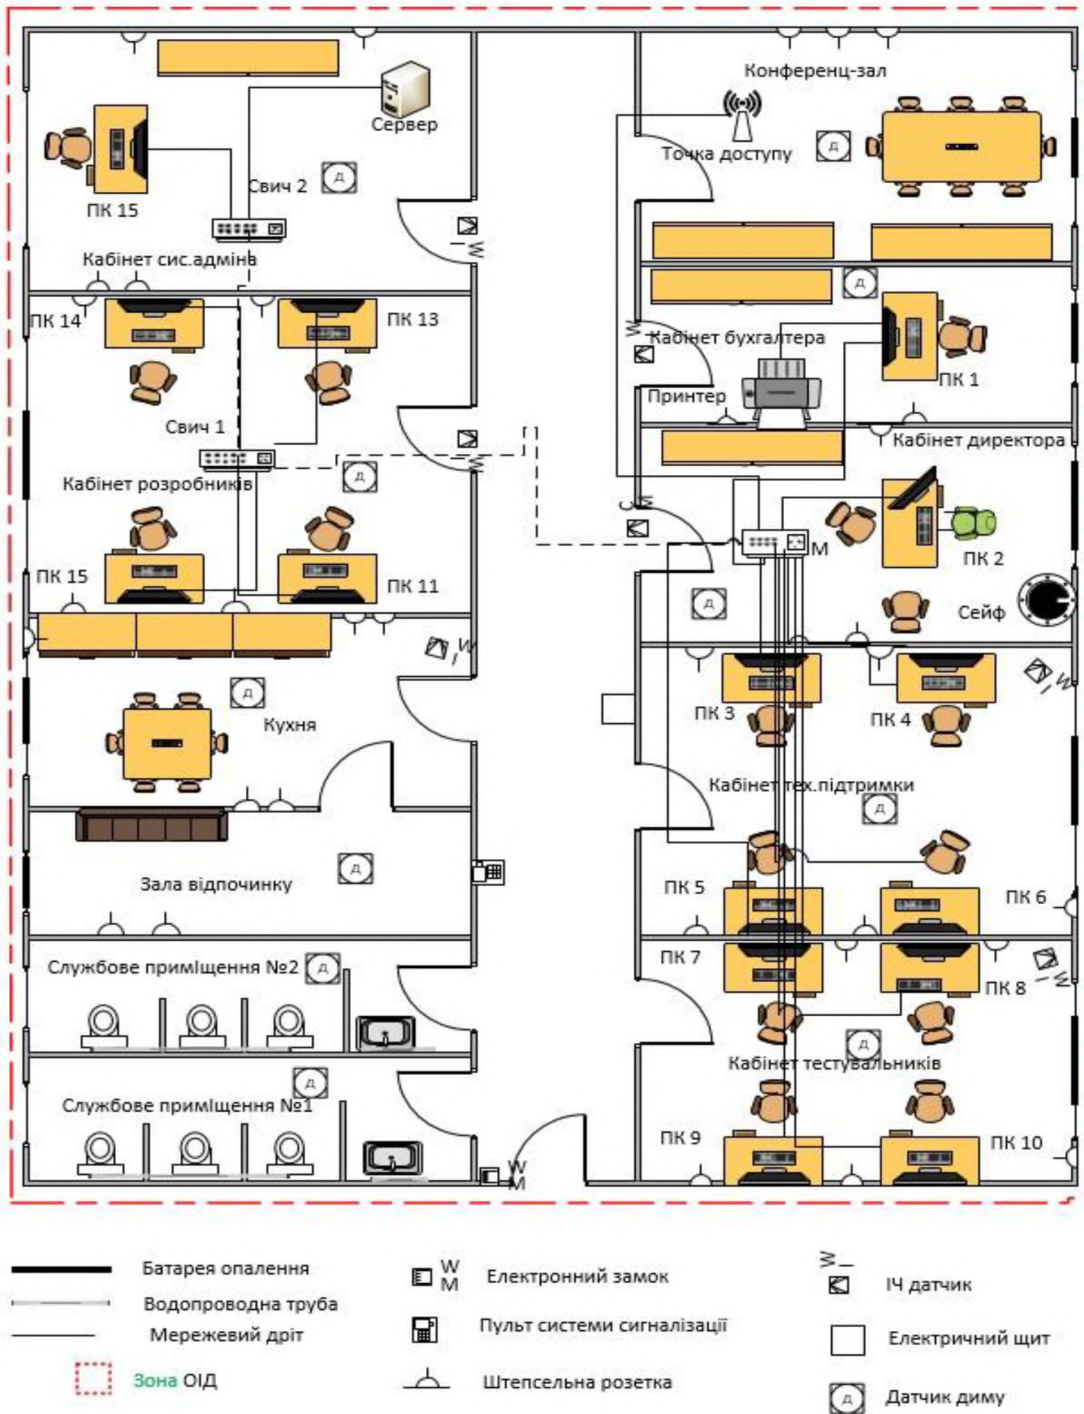 Конференц-зал
Сервер
Точка доступу
Д
Д
Свич 2
ПК 15
Кабінет сис.адміна
Д
ПК 14
ПК 13
Кабінет бухгалтера
ПК 1
Принтер
Свич 1
Кабінет директора
Д
Кабінет розробників
М
ПК 2
ПК 15
ПК 11
Д
Сейф
Д
Кухня
ПК 3
ПК 4
Кабінет тех.підтримки
Д
Д
Зала відпочинку
ПК 5
ПК 6
Службове приміщення №2
Д
ПК 7
ПК 8
Д
Кабінет тестувальників
Д
Службове приміщення №1
ПК 9
ПК 10
W
M
Батарея опалення
Водопроводна труба
Мережевий дріт
Зона ОІД
W
M
Електронний замок
Пульт системи сигналізації
Штепсельна розетка
ІЧ датчик
Електричний щит
Д
Датчик диму